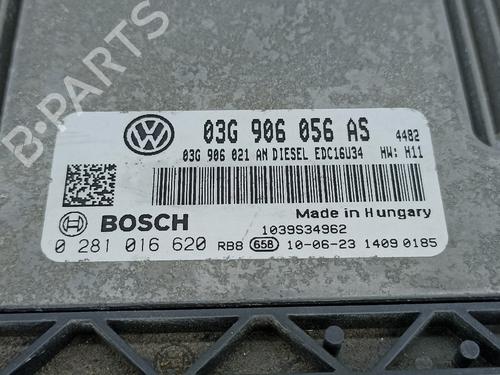 B-PARTS
VW 03G 906 056 AS 4482
03G 906 021 AN DIESEL EDC16U34 HW: H11
BOSCH Made in Hungary
1039S34962
0 281 016 620 RBB 658 10-06-23 1409 0185